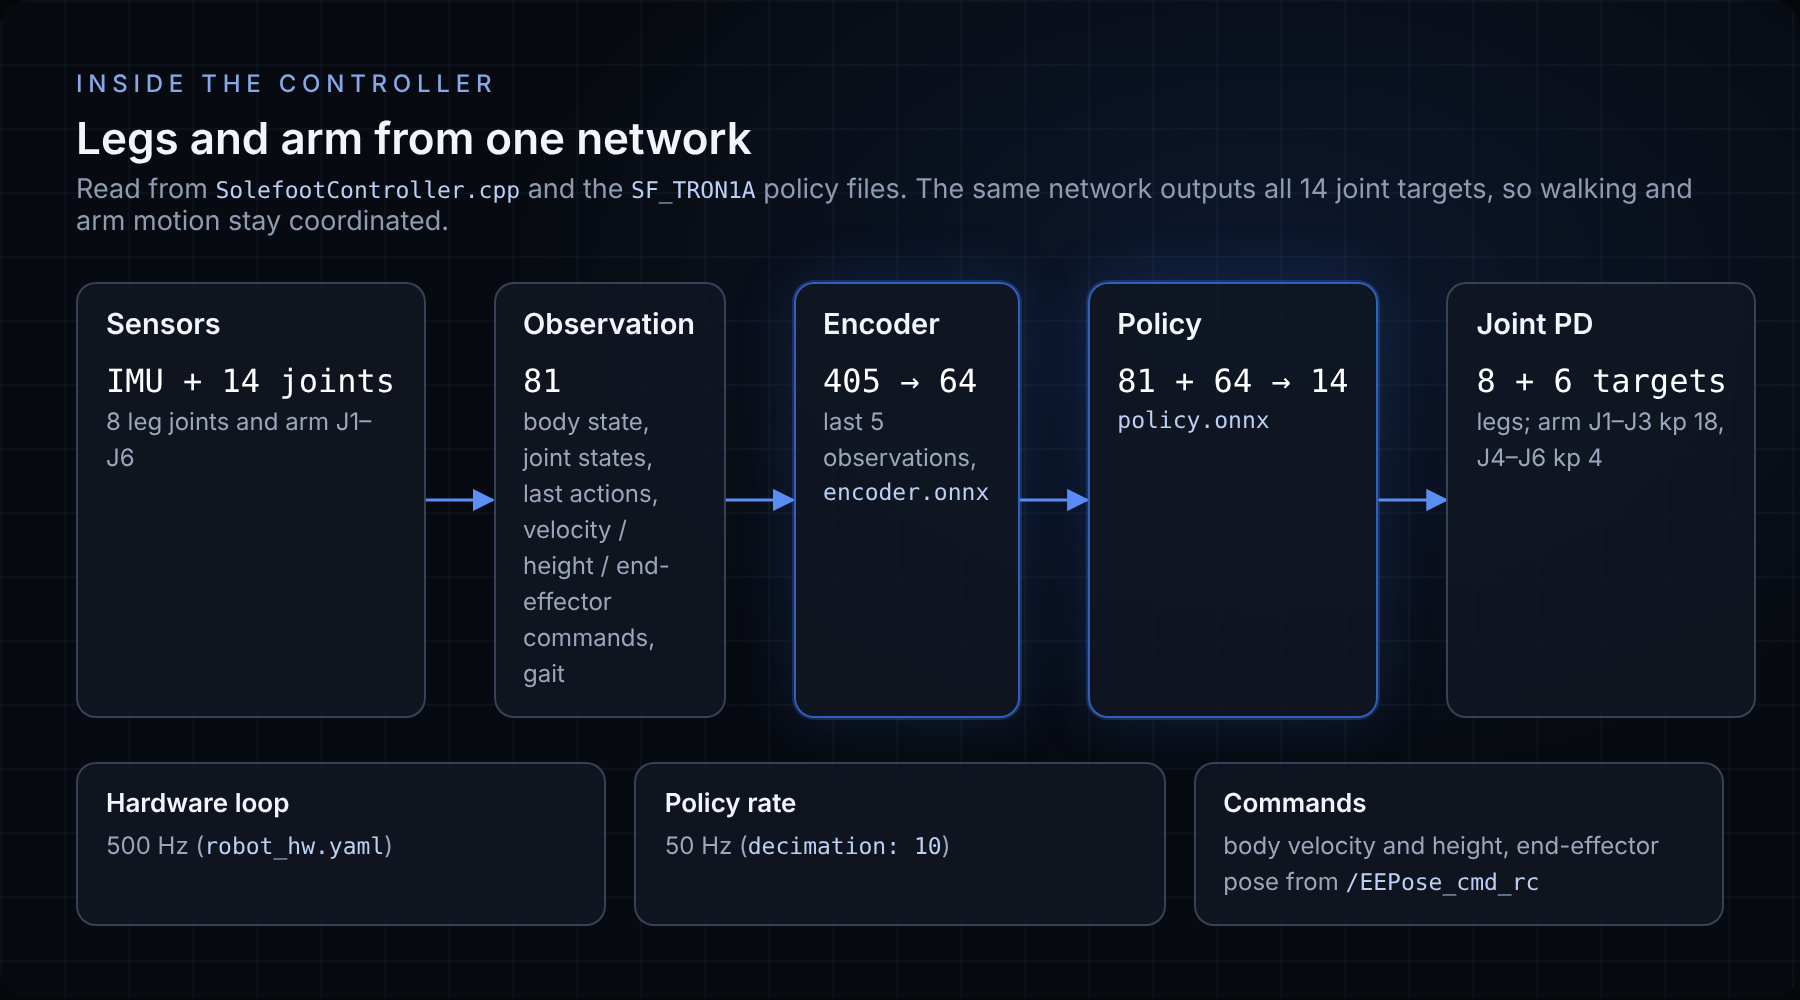 INSIDE THE CONTROLLER
Legs and arm from one network
Read from SolefootController.cpp and the SF_TRON1A policy files. The same network outputs all 14 joint targets, so walking and
arm motion stay coordinated.
Sensors
IMU + 14 joints
8 leg joints and arm J1–
J6
Observation
81
body state,
joint states,
last actions,
velocity /
height / end-
effector
commands,
gait
Encoder
405 → 64
last 5
observations,
encoder.onnx
Policy
81 + 64 → 14
policy.onnx
Joint PD
8 + 6 targets
legs; arm J1–J3 kp 18,
J4–J6 kp 4
Hardware loop
500 Hz (robot_hw.yaml)
Policy rate
50 Hz (decimation: 10)
Commands
body velocity and height, end-effector
pose from /EEPose_cmd_rc